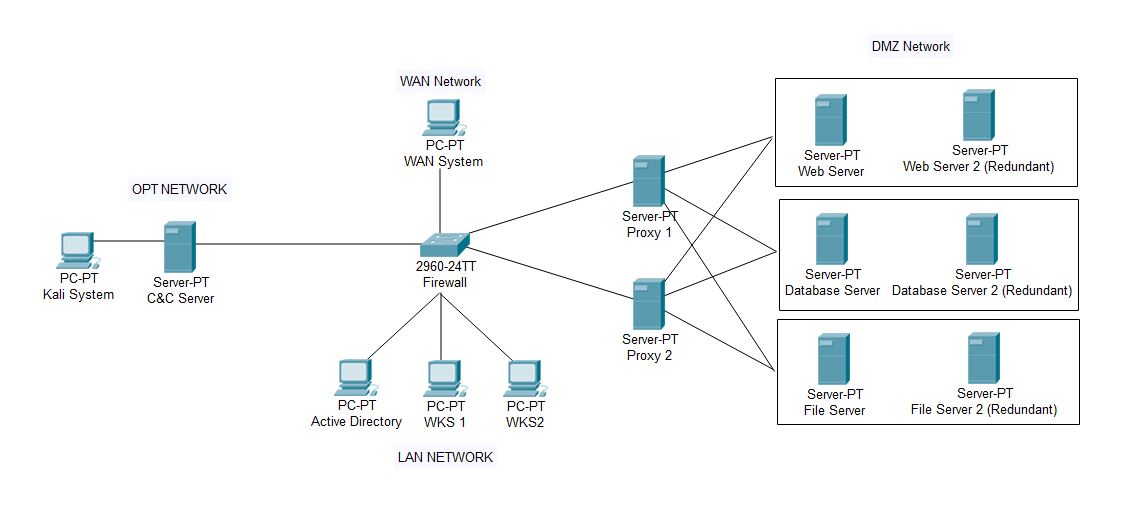 DMZ Network
WAN Network
PC-PT
WAN System
Server-PT
Web Server
Server-PT
Web Server 2 (Redundant)
OPT NETWORK
Server-PT
Proxy 1
PC-PT
Kali System
Server-PT
C&C Server
2960-24TT
Firewall
Server-PT
Database Server
Server-PT
Database Server 2 (Redundant)
Server-PT
Proxy 2
PC-PT
Active Directory
PC-PT
WKS 1
PC-PT
WKS2
Server-PT
File Server
Server-PT
File Server 2 (Redundant)
LAN NETWORK